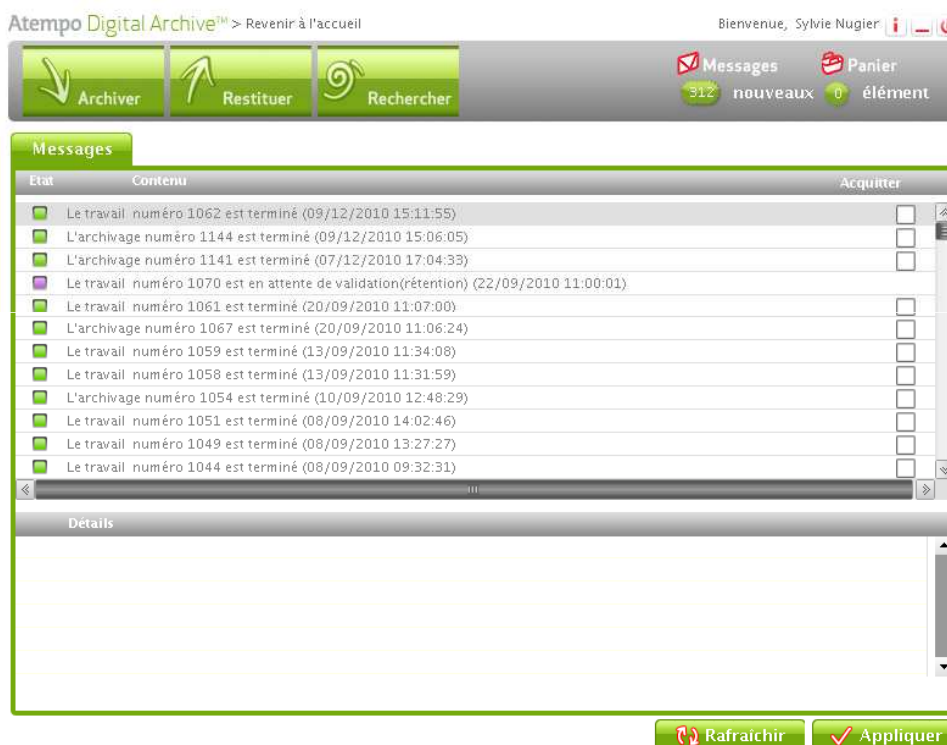 Atempo Digital Archive™ > Revenir à l'accueil
Bienvenue, Sylvie Nugier
Archiver
Restituer
Rechercher
Messages
312 nouveaux
Panier
0 élément
Messages
Etat Contenu Acquitter
Le travail numéro 1062 est terminé (09/12/2010 15:11:55)
L'archivage numéro 1144 est terminé (09/12/2010 15:06:05)
L'archivage numéro 1141 est terminé (07/12/2010 17:04:33)
Le travail numéro 1070 est en attente de validation(rétention) (22/09/2010 11:00:01)
Le travail numéro 1061 est terminé (20/09/2010 11:07:00)
L'archivage numéro 1067 est terminé (20/09/2010 11:06:24)
Le travail numéro 1059 est terminé (13/09/2010 11:34:08)
Le travail numéro 1058 est terminé (13/09/2010 11:31:59)
L'archivage numéro 1054 est terminé (10/09/2010 12:48:29)
Le travail numéro 1051 est terminé (08/09/2010 14:02:46)
Le travail numéro 1049 est terminé (08/09/2010 13:27:27)
Le travail numéro 1044 est terminé (08/09/2010 09:32:31)
Détails
Rafraîchir
Appliquer